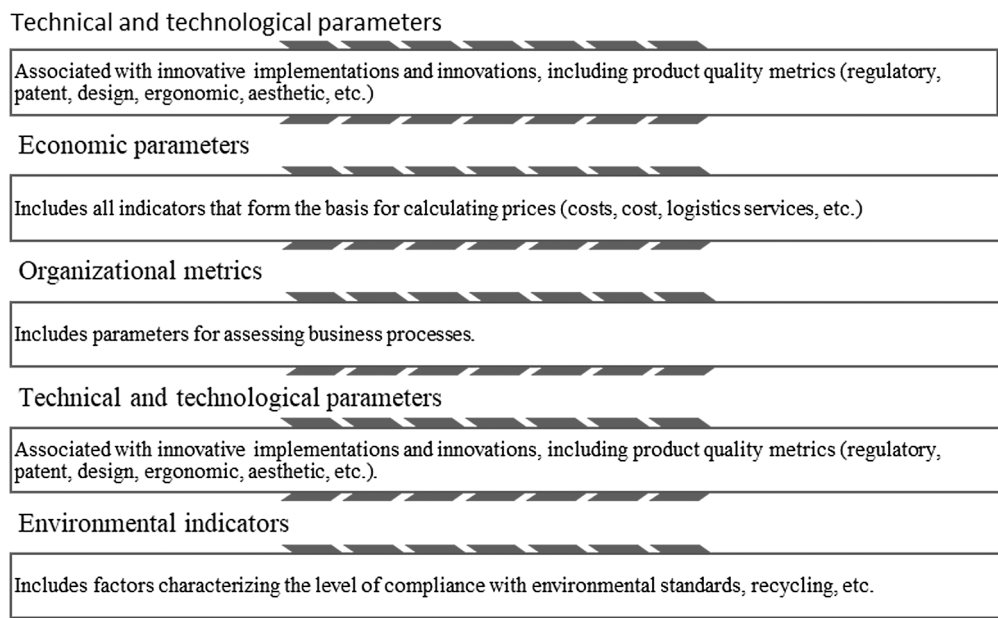 Technical and technological parameters
Associated with innovative implementations and innovations, including product quality metrics (regulatory,
patent, design, ergonomic, aesthetic, etc.)
Economic parameters
Includes all indicators that form the basis for calculating prices (costs, cost, logistics services, etc.)
Organizational metrics
Includes parameters for assessing business processes.
Technical and technological parameters
Associated with innovative implementations and innovations, including product quality metrics (regulatory,
patent, design, ergonomic, aesthetic, etc.).
Environmental indicators
Includes factors characterizing the level of compliance with environmental standards, recycling, etc.